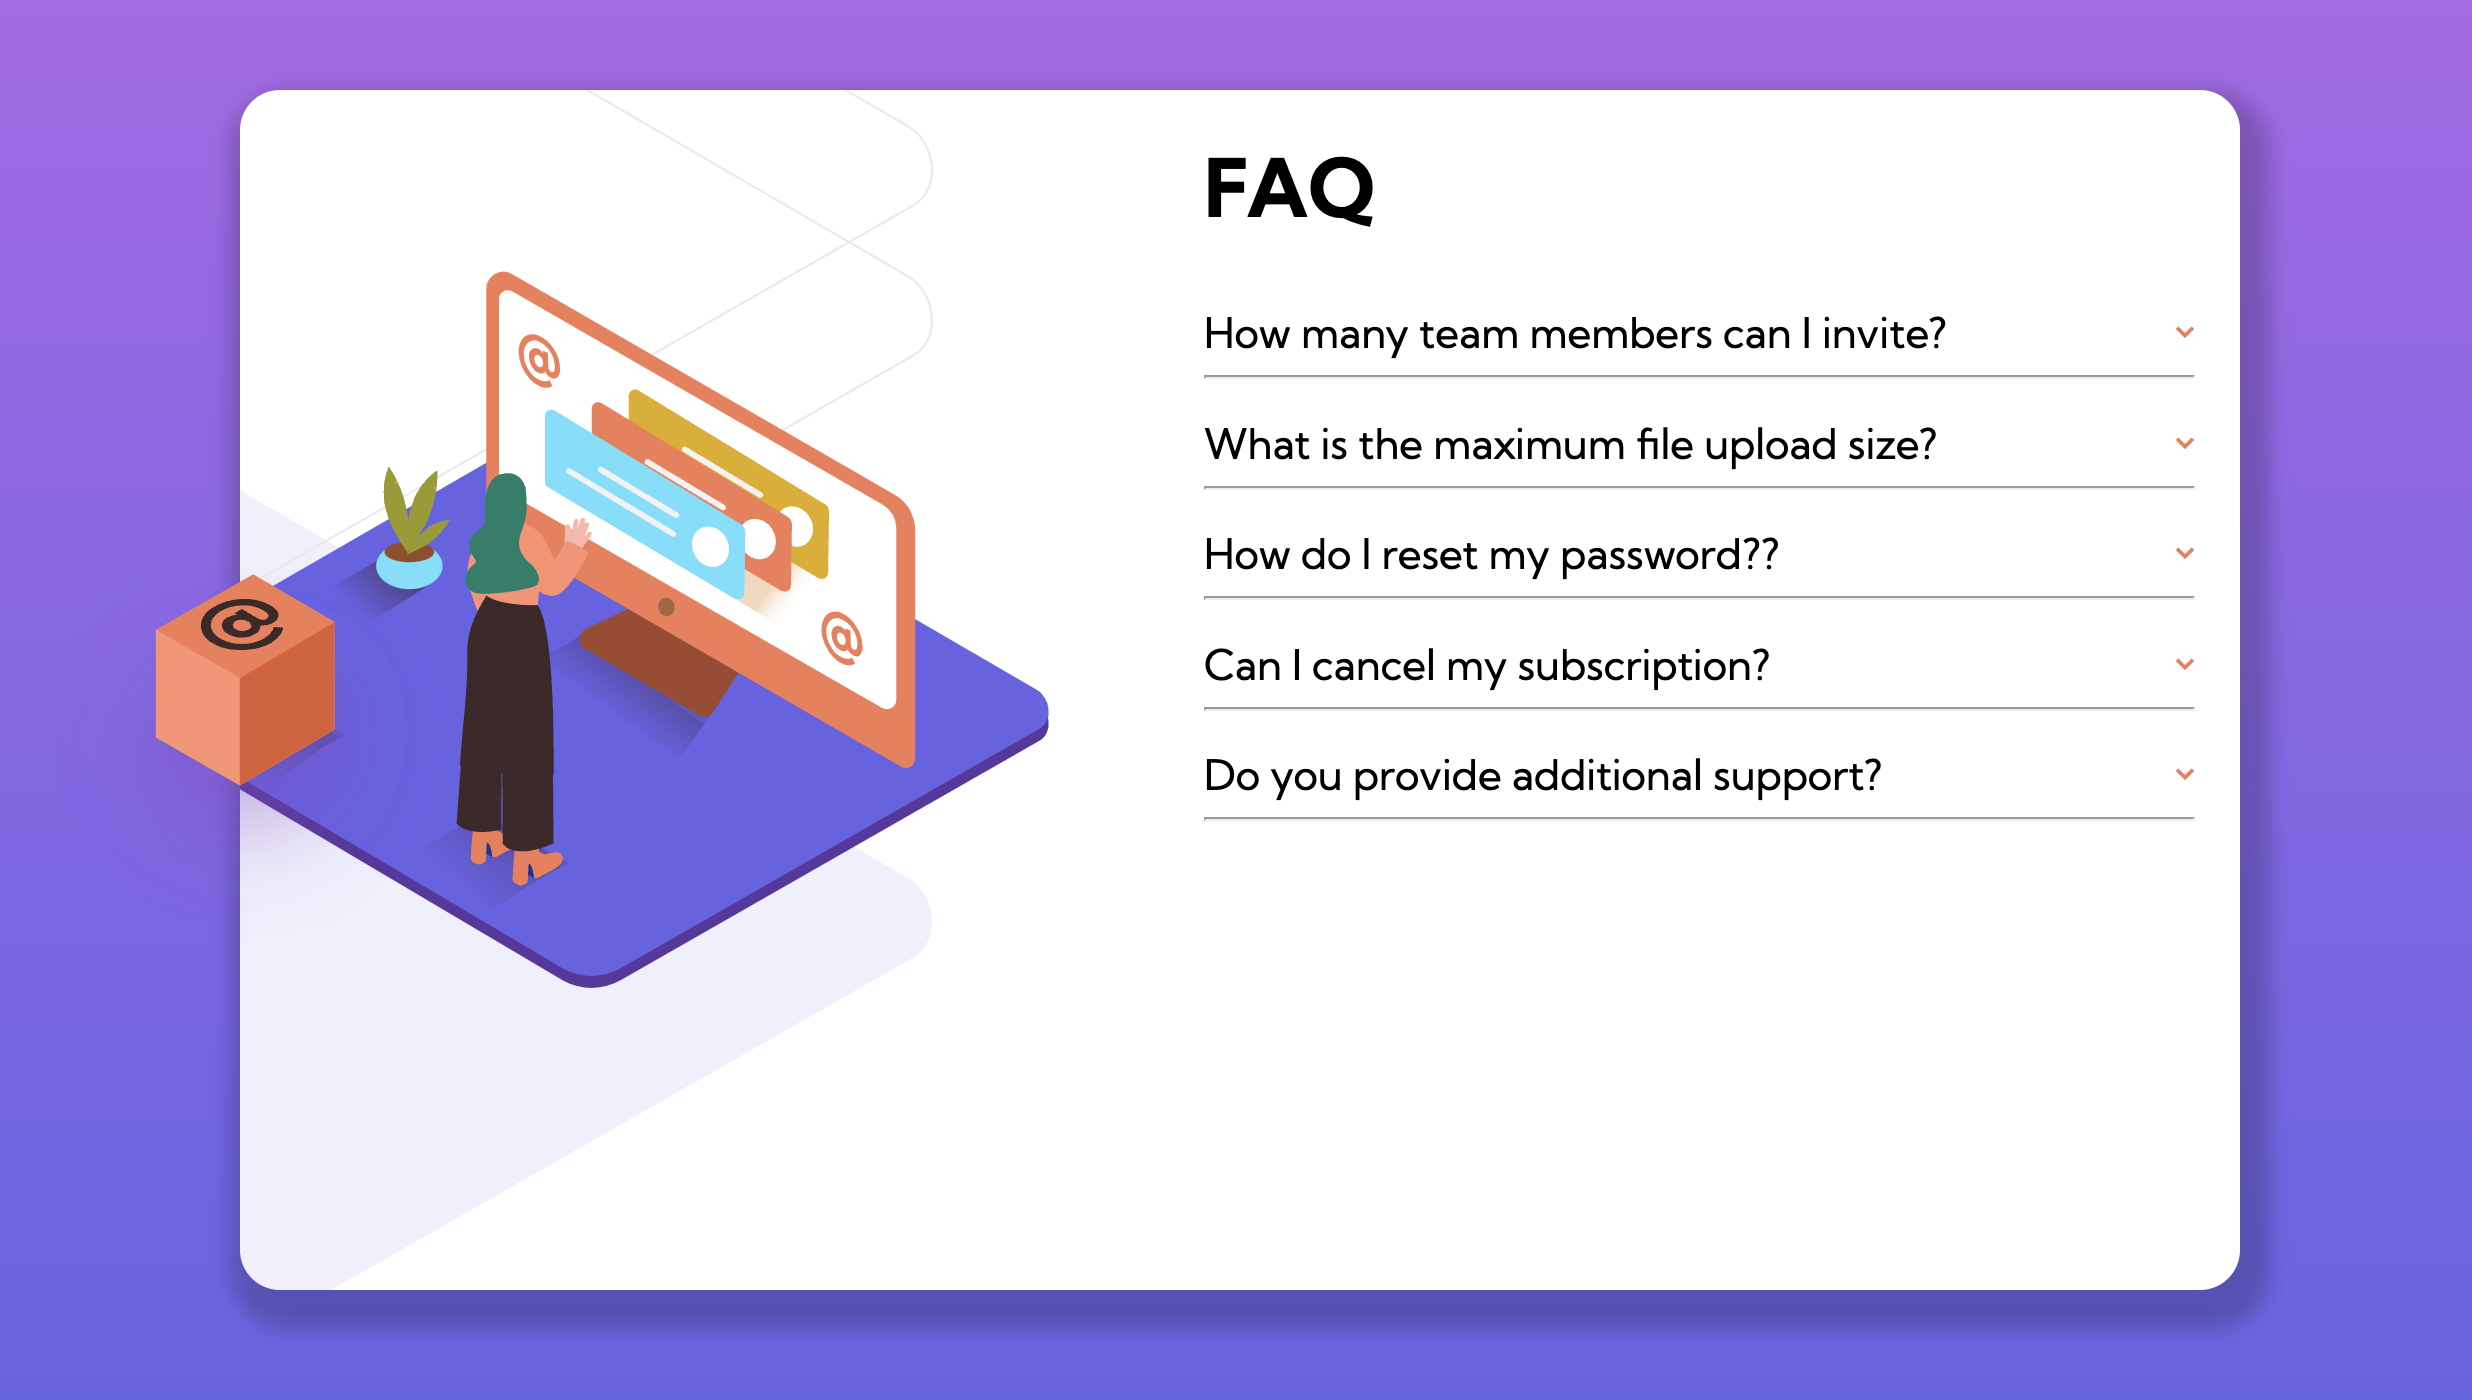 FAQ
How many team members can I invite?
What is the maximum file upload size?
How do I reset my password??
Can I cancel my subscription?
Do you provide additional support?
@
@
@